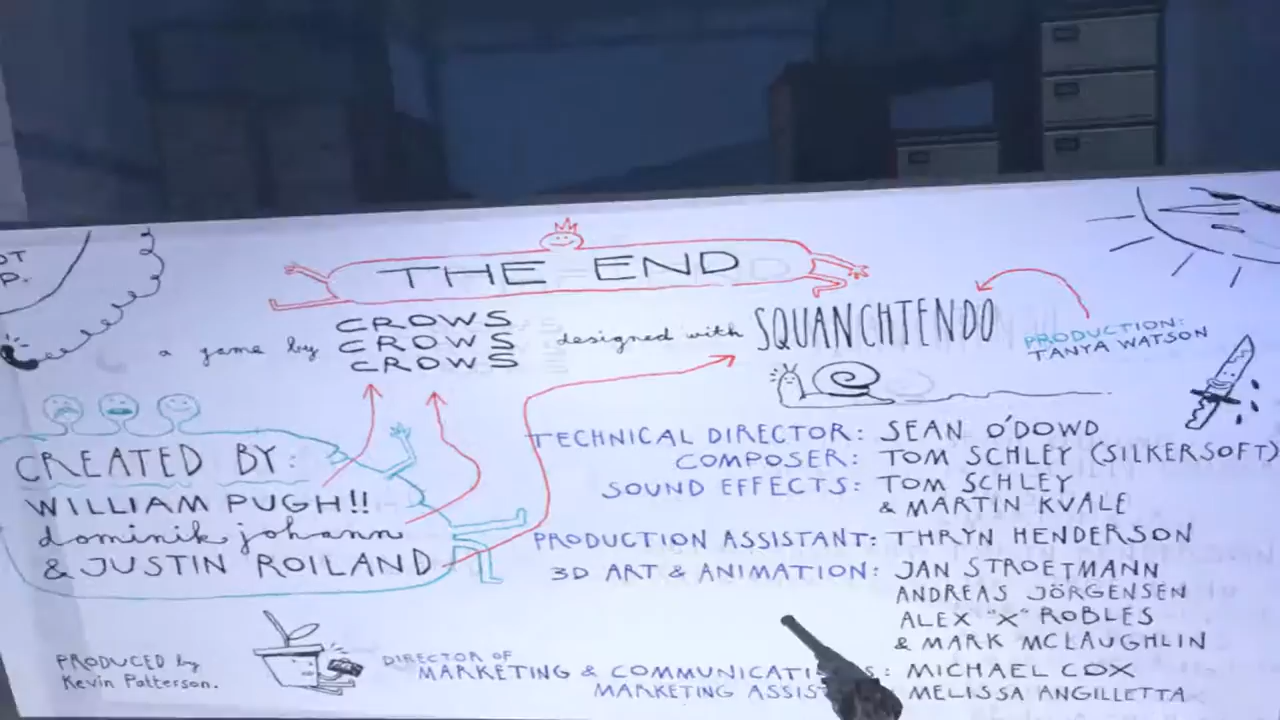 OT
P.
THE END
a game by CROWS CROWS CROWS designed with SQUANCHTENDO
PRODUCTION:
TANYA WATSON
CREATED BY:
WILLIAM PUGH!!
dominik johann
& JUSTIN ROILAND
TECHNICAL DIRECTOR: SEAN O'DOWD
COMPOSER: TOM SCHLEY (SILKERSOFT)
SOUND EFFECTS: TOM SCHLEY
& MARTIN KVALE
PRODUCTION ASSISTANT: THRYN HENDERSON
3D ART & ANIMATION: JAN STROETMANN
ANDREAS JÖRGENSEN
ALEX "X" ROBLES
& MARK MCLAUGHLIN
PRODUCED by
Kevin Patterson.
DIRECTOR OF
MARKETING & COMMUNICATI S: MICHAEL COX
MARKETING ASSIS MELISSA ANGILLETTA